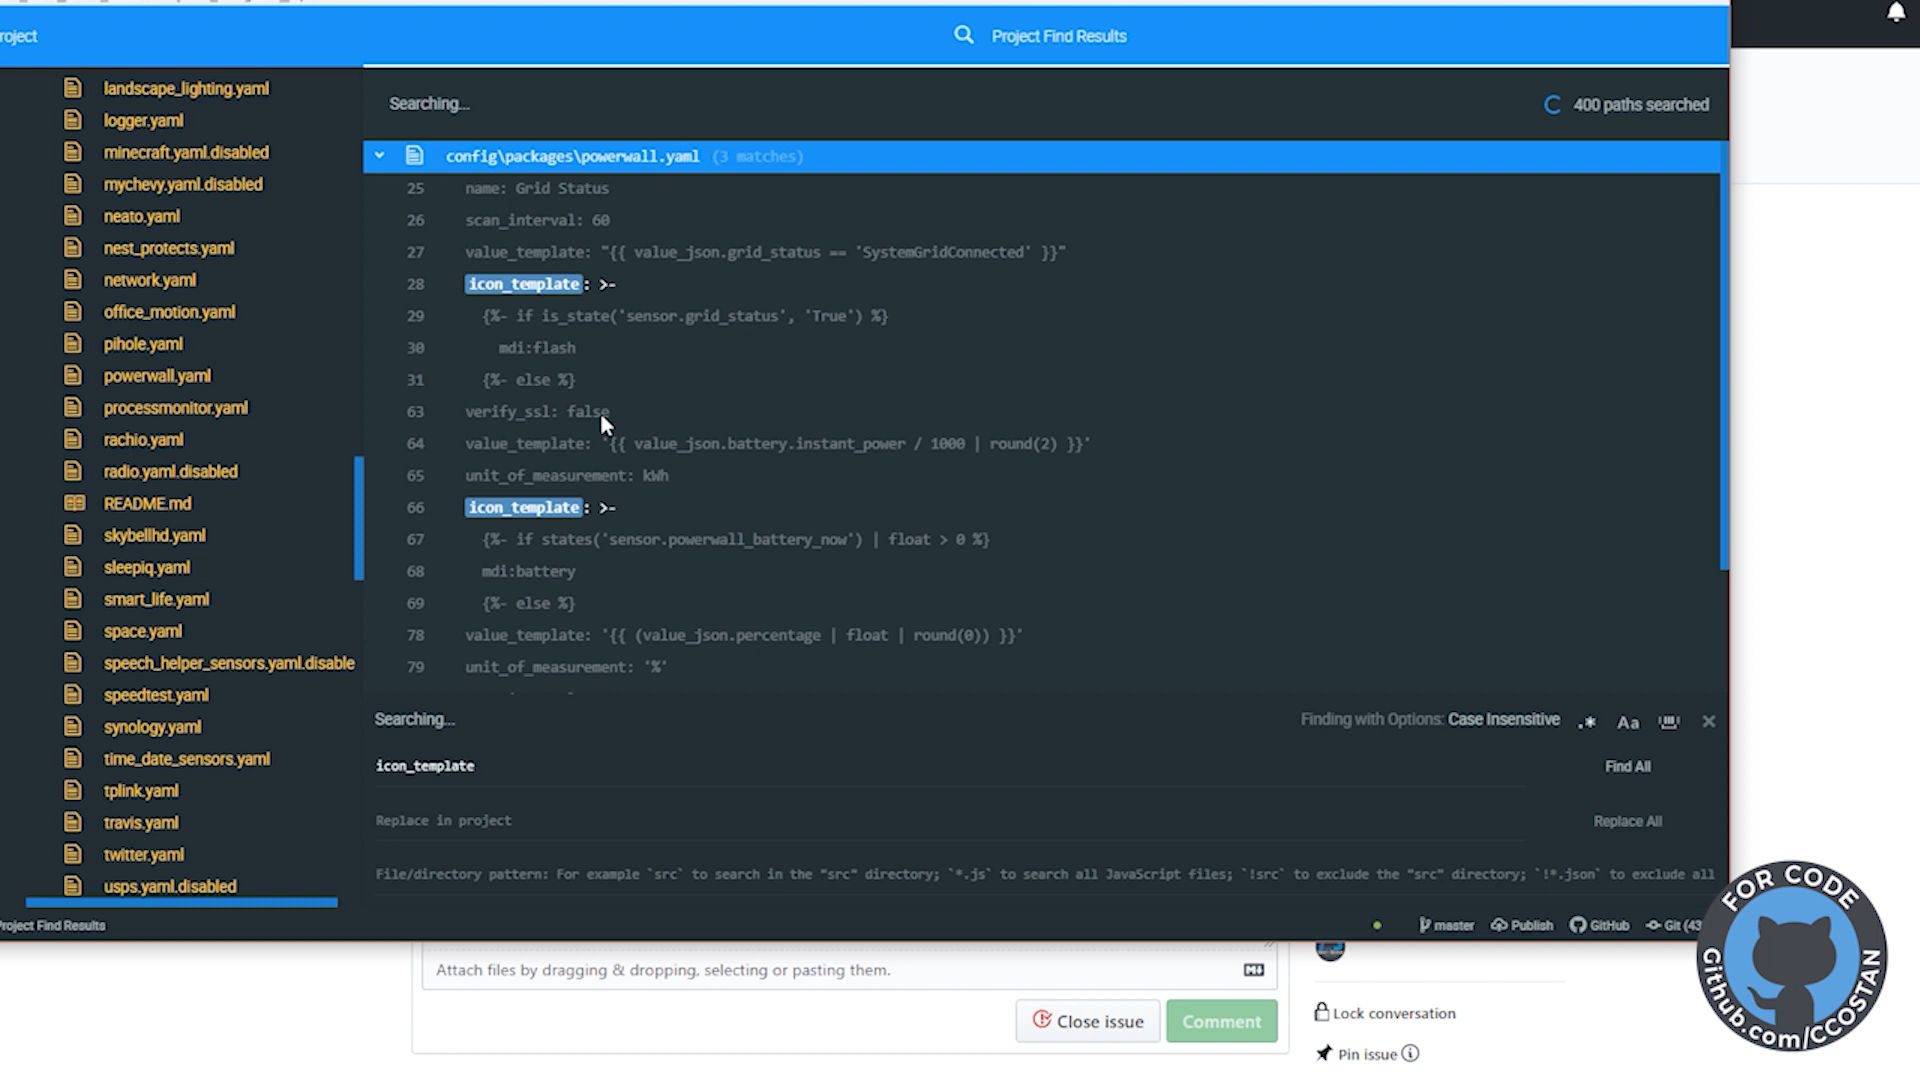 roject
Project Find Results
landscape_lighting.yaml
logger.yaml
minecraft.yaml.disabled
mychevy.yaml.disabled
neato.yaml
nest_protects.yaml
network.yaml
office_motion.yaml
pihole.yaml
powerwall.yaml
processmonitor.yaml
rachio.yaml
radio.yaml.disabled
README.md
skybellhd.yaml
sleepiq.yaml
smart_life.yaml
space.yaml
speech_helper_sensors.yaml.disable
speedtest.yaml
synology.yaml
time_date_sensors.yaml
tplink.yaml
travis.yaml
twitter.yaml
usps.yaml.disabled
Searching...
400 paths searched
config\packages\powerwall.yaml (3 matches)
25 name: Grid Status
26 scan_interval: 60
27 value_template: "{{ value_json.grid_status == 'SystemGridConnected' }}"
28 icon_template: >-
29 {%- if is_state('sensor.grid_status', 'True') %}
30 mdi:flash
31 {%- else %}
63 verify_ssl: false
64 value_template: '{{ value_json.battery.instant_power / 1000 | round(2) }}'
65 unit_of_measurement: kWh
66 icon_template: >-
67 {%- if states('sensor.powerwall_battery_now') | float > 0 %}
68 mdi:battery
69 {%- else %}
78 value_template: '{{ (value_json.percentage | float | round(0)) }}'
79 unit_of_measurement: '%'
Searching...
Finding with Options: Case Insensitive
.* Aa
icon_template
Find All
Replace in project
Replace All
File/directory pattern: For example `src` to search in the "src" directory; `*.js` to search all JavaScript files; `!src` to exclude the "src" directory; `!*.json` to exclude all
roject Find Results
master
Publish
GitHub
Git (43
Attach files by dragging & dropping, selecting or pasting them.
Close issue
Comment
Lock conversation
Pin issue
FOR CODE
Github.com/CCOSTAN